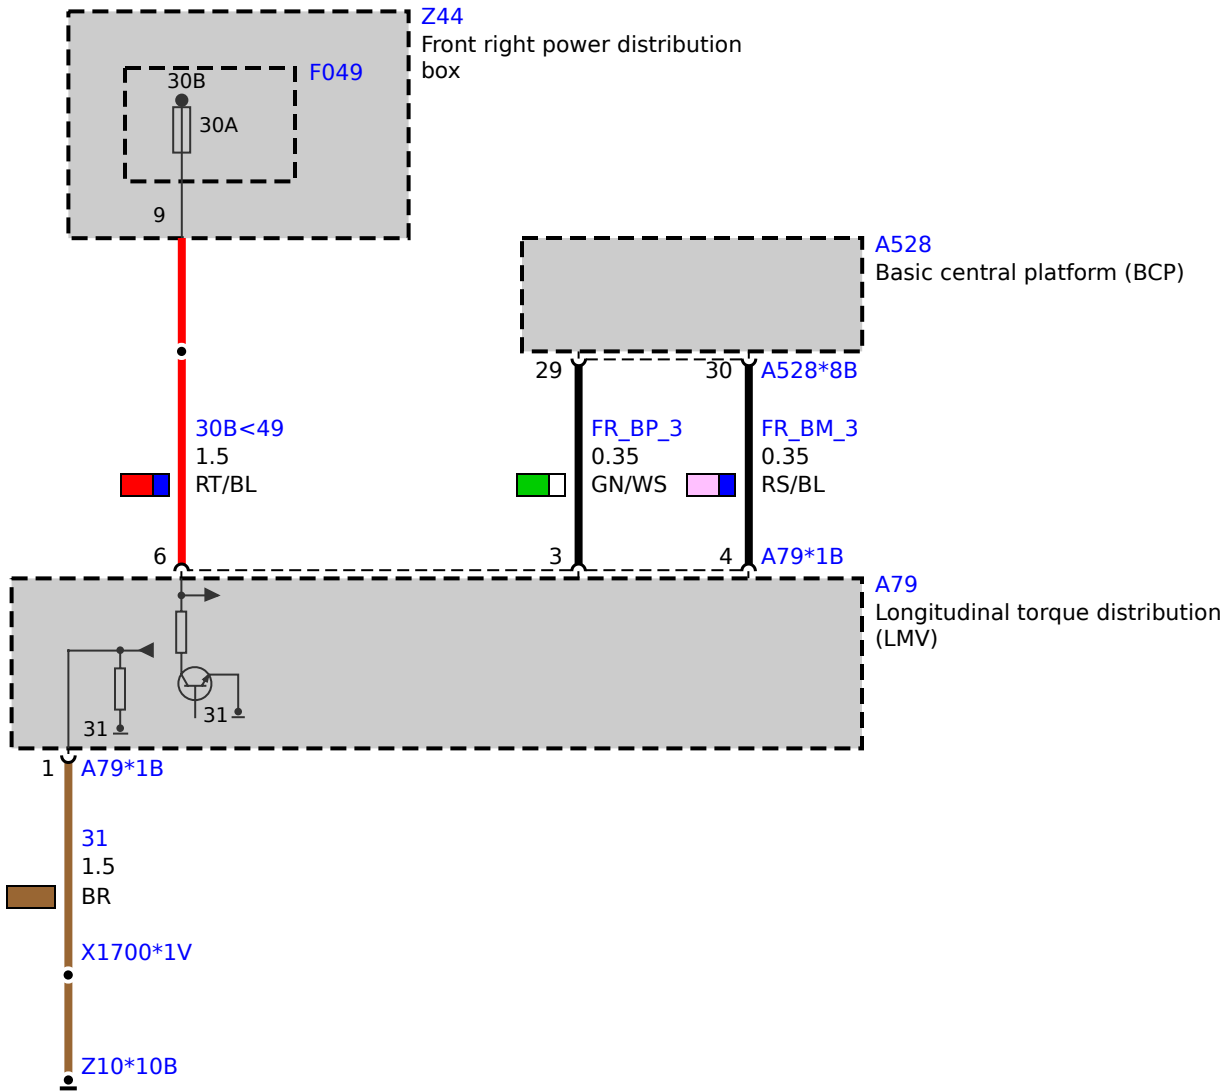 Z44
Front right power distribution
box
F049
30B
30A
9
A528
Basic central platform (BCP)
29
30
A528*8B
30B<49
1.5
RT/BL
FR_BP_3
0.35
GN/WS
FR_BM_3
0.35
RS/BL
6
3
4
A79*1B
A79
Longitudinal torque distribution
(LMV)
31
31
1
A79*1B
31
1.5
BR
X1700*1V
Z10*10B